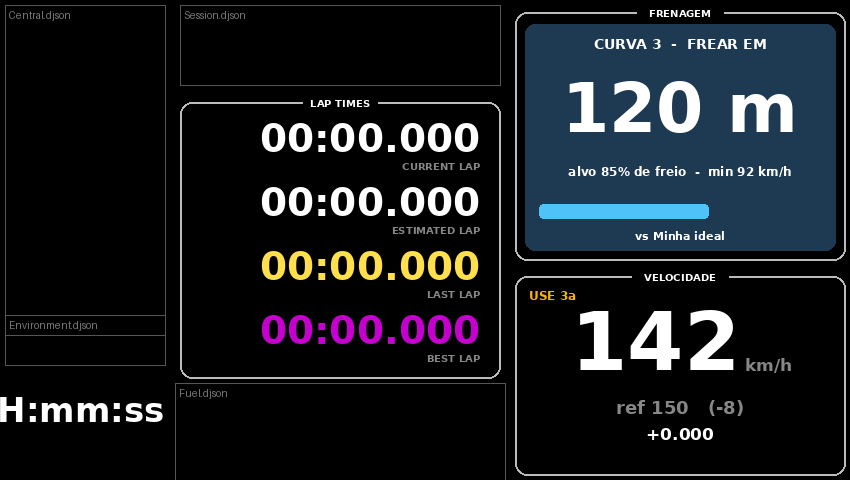 Central.djson
Environment.djson
H:mm:ss
Session.djson
LAP TIMES
00:00.000
CURRENT LAP
00:00.000
ESTIMATED LAP
00:00.000
LAST LAP
00:00.000
BEST LAP
Fuel.djson
FRENAGEM
CURVA 3 - FREAR EM
120 m
alvo 85% de freio - min 92 km/h
vs Minha ideal
VELOCIDADE
USE 3a
142 km/h
ref 150 (-8)
+0.000